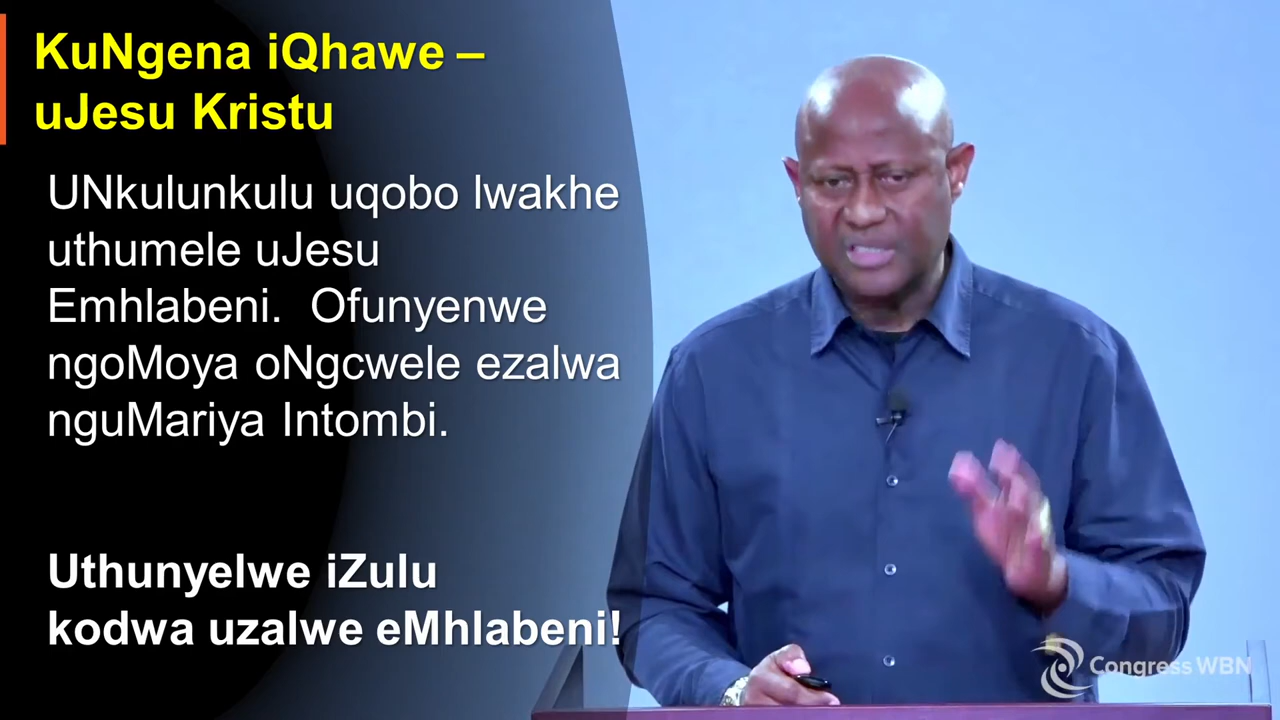 KuNgena iQhawe –
uJesu Kristu
UNkulunkulu uqobo lwakhe
uthumele uJesu
Emhlabeni.  Ofunyenwe
ngoMoya oNgcwele ezalwa
nguMariya Intombi.
Uthunyelwe iZulu
kodwa uzalwe eMhlabeni!
Congress WBN